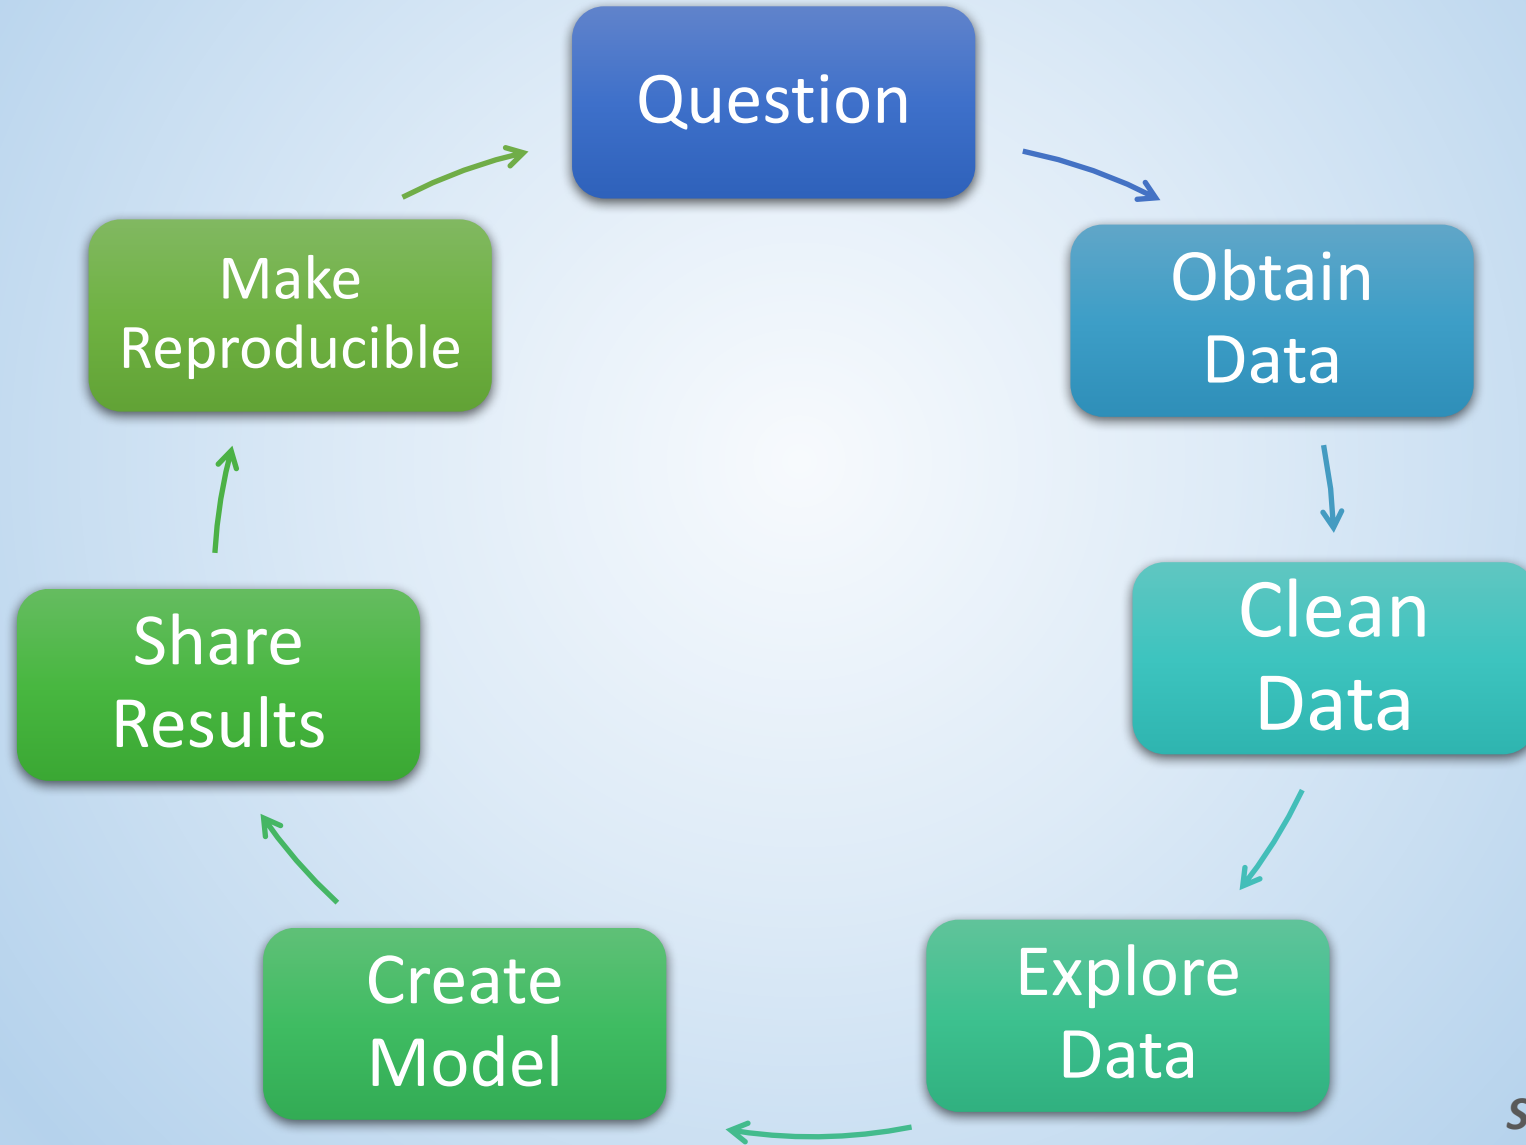 Question
Obtain
Data
Clean
Data
Explore
Data
Create
Model
Share
Results
Make
Reproducible